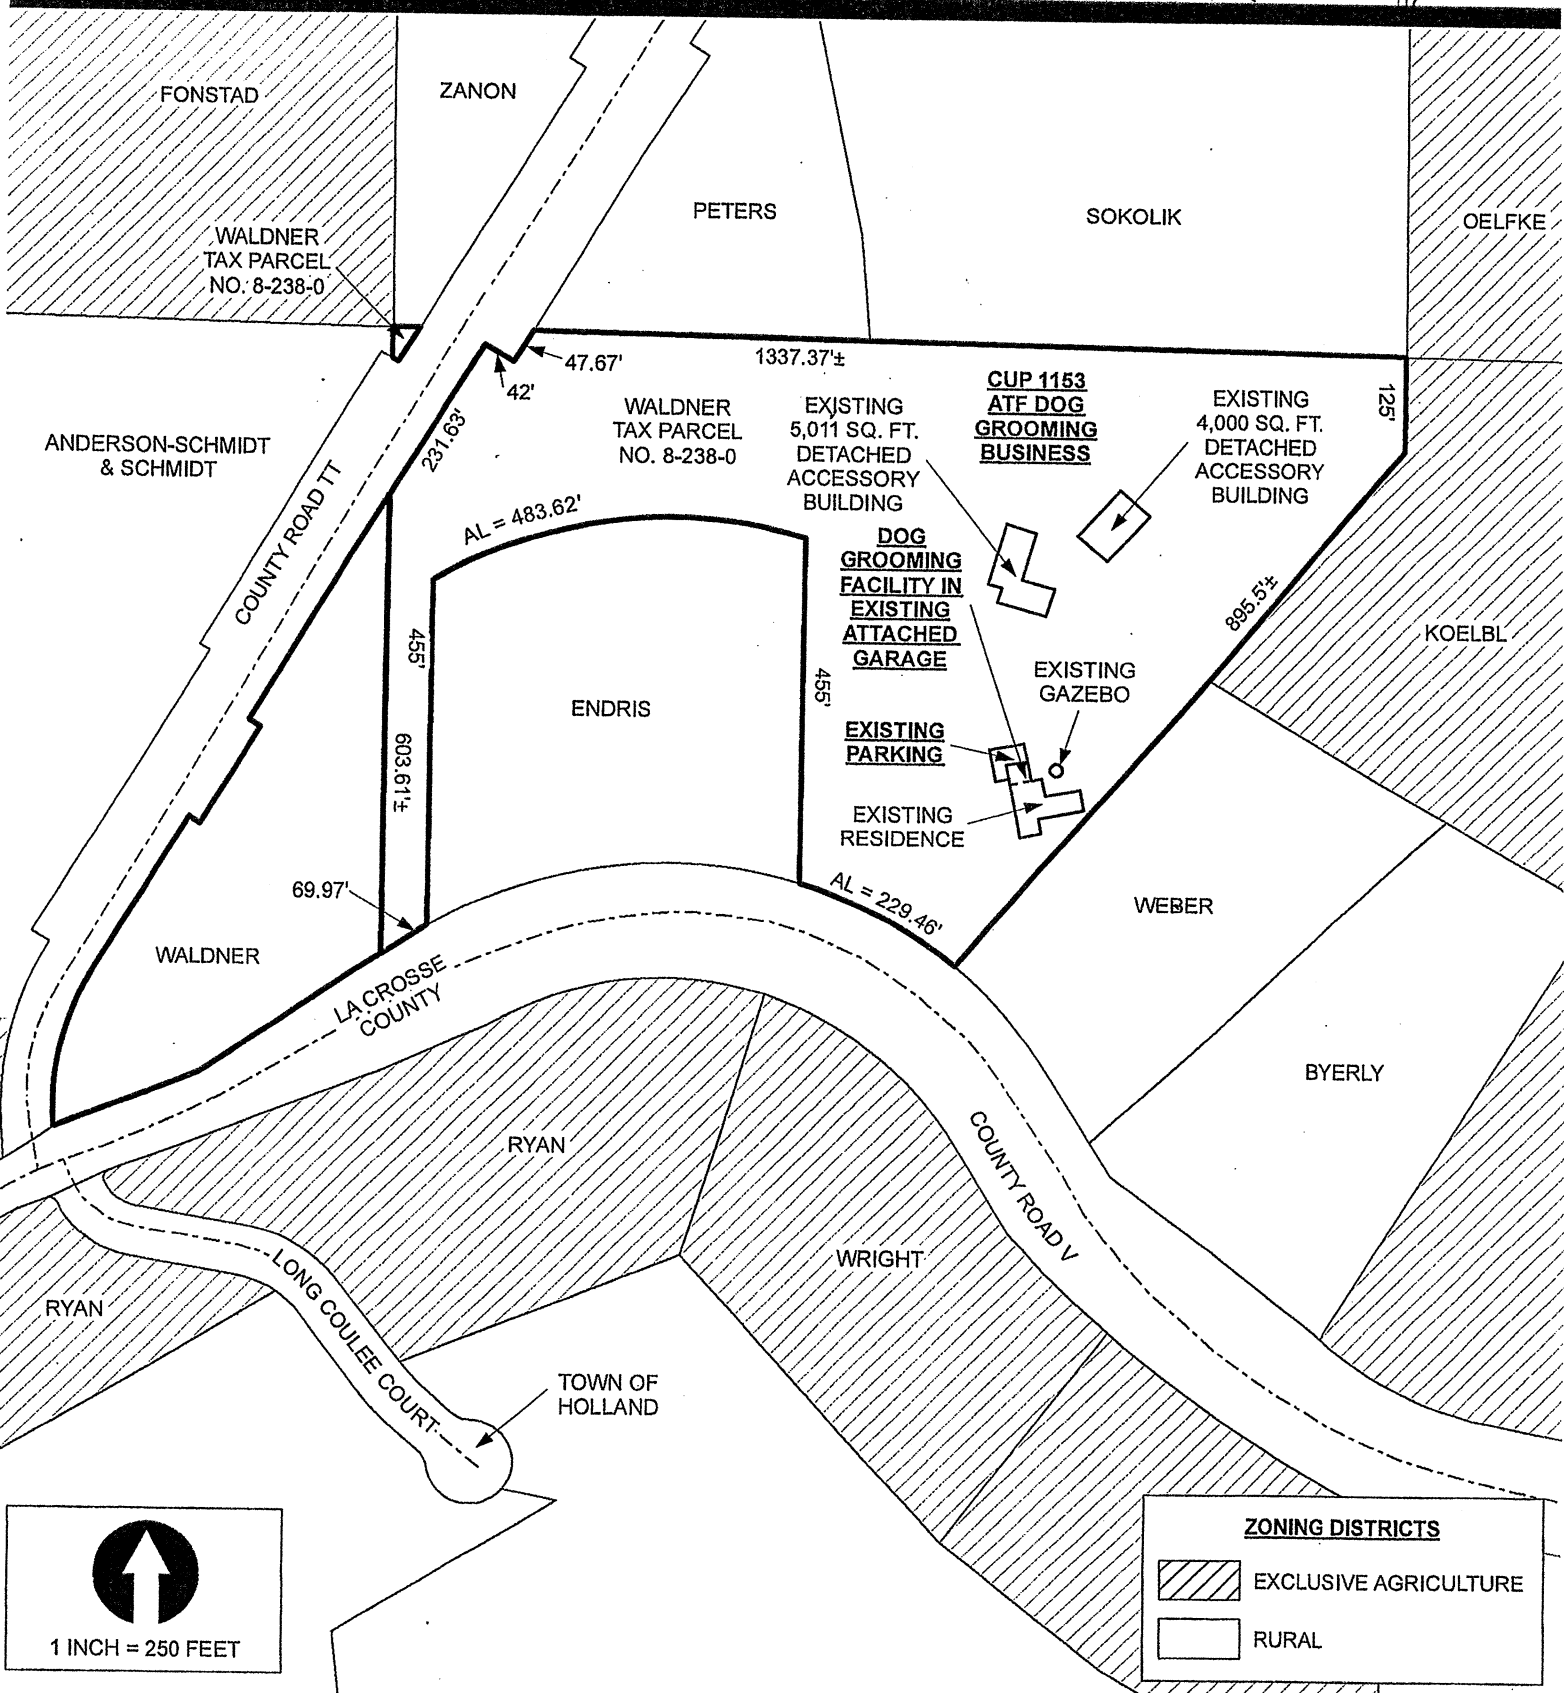 FONSTAD
ZANON
PETERS
SOKOLIK
OELFKE
WALDNER
TAX PARCEL
NO. 8-238-0
47.67'
42'
1337.37'±
125'
231.63'
ANDERSON-SCHMIDT
& SCHMIDT
WALDNER
TAX PARCEL
NO. 8-238-0
EXISTING
5,011 SQ. FT.
DETACHED
ACCESSORY
BUILDING
CUP 1153
ATF DOG
GROOMING
BUSINESS
EXISTING
4,000 SQ. FT.
DETACHED
ACCESSORY
BUILDING
COUNTY ROAD TT
AL = 483.62'
DOG
GROOMING
FACILITY IN
EXISTING
ATTACHED
GARAGE
895.5'±
KOELBL
455'
603.61'±
ENDRIS
455'
EXISTING
GAZEBO
EXISTING
PARKING
EXISTING
RESIDENCE
69.97'
AL = 229.46'
WALDNER
WEBER
LA CROSSE
COUNTY
BYERLY
RYAN
COUNTY ROAD V
WRIGHT
RYAN
LONG COULEE COURT
TOWN OF
HOLLAND
1 INCH = 250 FEET
ZONING DISTRICTS
EXCLUSIVE AGRICULTURE
RURAL